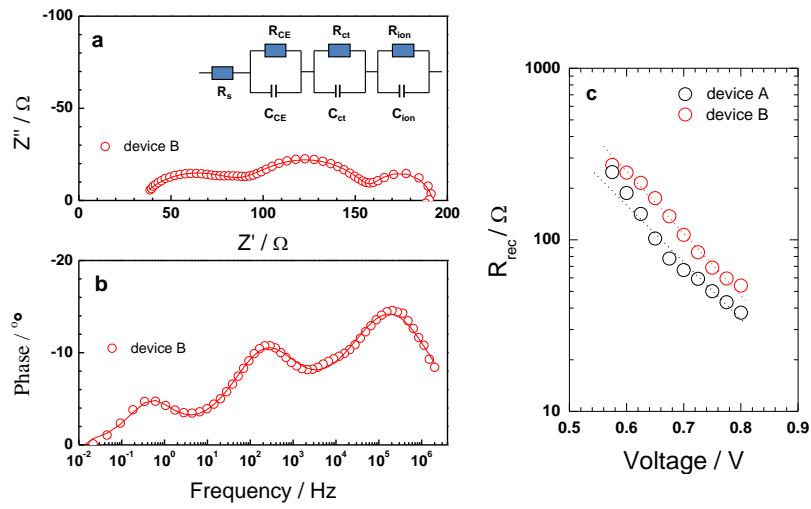 a
-100
-50
0
Z'' / Ω
R_CE
R_ct
R_ion
R_s
C_CE
C_ct
C_ion
device B
0 50 100 150 200
Z' / Ω
b
-20
-10
0
Phase / °
device B
10^-2 10^-1 10^0 10^1 10^2 10^3 10^4 10^5 10^6
Frequency / Hz
c
device A
device B
1000
100
10
R_rec / Ω
0.5 0.6 0.7 0.8 0.9
Voltage / V